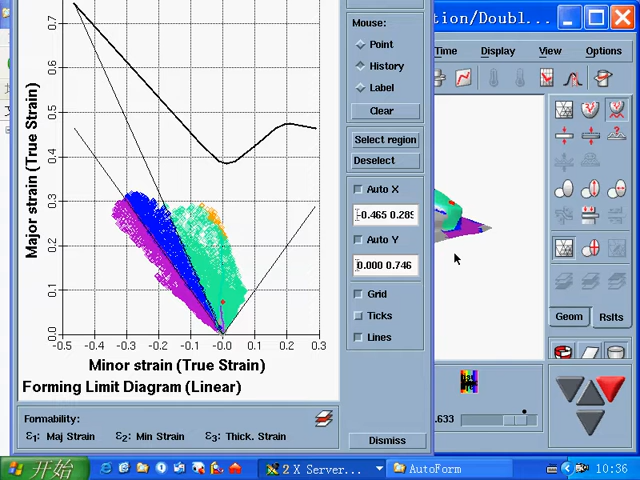 tion/Doubl...
Time Display View Options
Mouse:
Point
History
Label
Clear
Select region
Deselect
Auto X
-0.465 0.289
Auto Y
0.000 0.746
Grid
Ticks
Lines
Dismiss
Major strain (True Strain)
0.7
0.6
0.5
0.4
0.3
0.2
0.1
0.0
-0.5 -0.4 -0.3 -0.2 -0.1 -0.0 0.1 0.2 0.3
Minor strain (True Strain)
Forming Limit Diagram (Linear)
Formability:
ε1: Maj Strain ε2: Min Strain ε3: Thick. Strain
Geom Rslts
.633
开始
2 X Server...
AutoForm
10:36